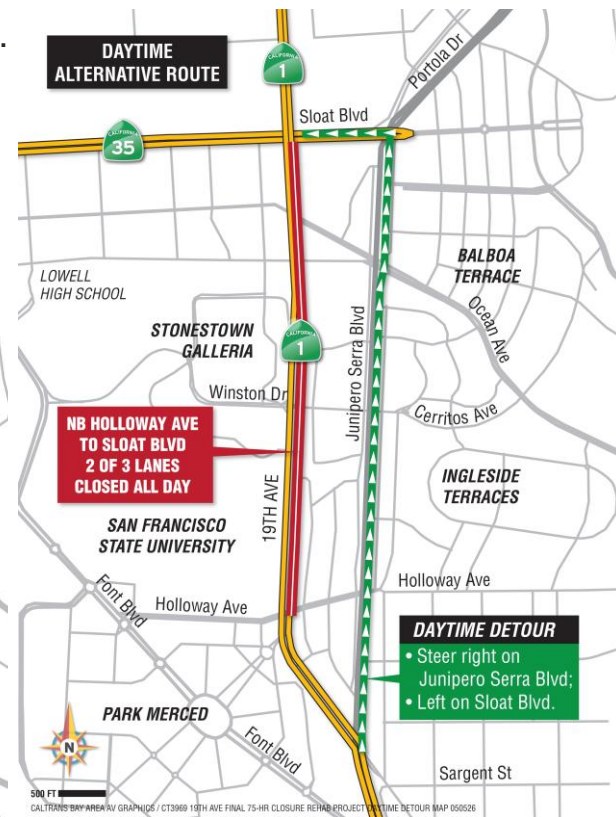 .
DAYTIME
ALTERNATIVE ROUTE
CALIFORNIA
1
Portola Dr
Sloat Blvd
CALIFORNIA
35
LOWELL
HIGH SCHOOL
BALBOA
TERRACE
STONESTOWN
GALLERIA
CALIFORNIA
1
Junipero Serra Blvd
Ocean Ave
Winston Dr
Cerritos Ave
NB HOLLOWAY AVE
TO SLOAT BLVD
2 OF 3 LANES
CLOSED ALL DAY
19TH AVE
INGLESIDE
TERRACES
SAN FRANCISCO
STATE UNIVERSITY
Font Blvd
Holloway Ave
Holloway Ave
DAYTIME DETOUR
• Steer right on
Junipero Serra Blvd;
• Left on Sloat Blvd.
PARK MERCED
N
Font Blvd
Sargent St
500 FT
CALTRANS BAY AREA AV GRAPHICS / CT3969 19TH AVE FINAL 75-HR CLOSURE REHAB PROJECT DAYTIME DETOUR MAP 050526